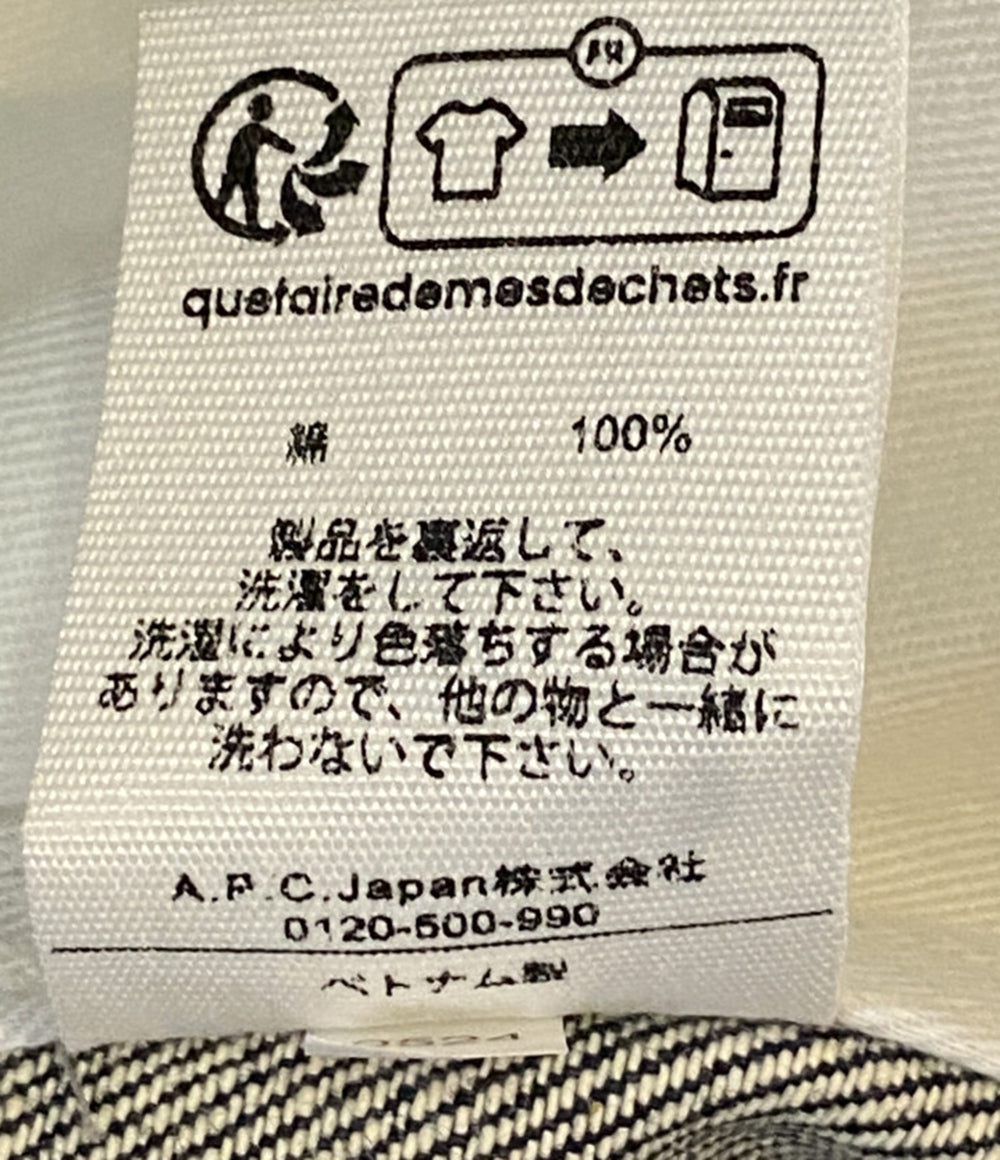 FR
quefairedemesdechets.fr
綿 100%
製品を裏返して、
洗濯をして下さい。
洗濯により色落ちする場合が
ありますので、他の物と一緒に
洗わないで下さい。
A.P.C.Japan株式会社
0120-500-990
ベトナム製